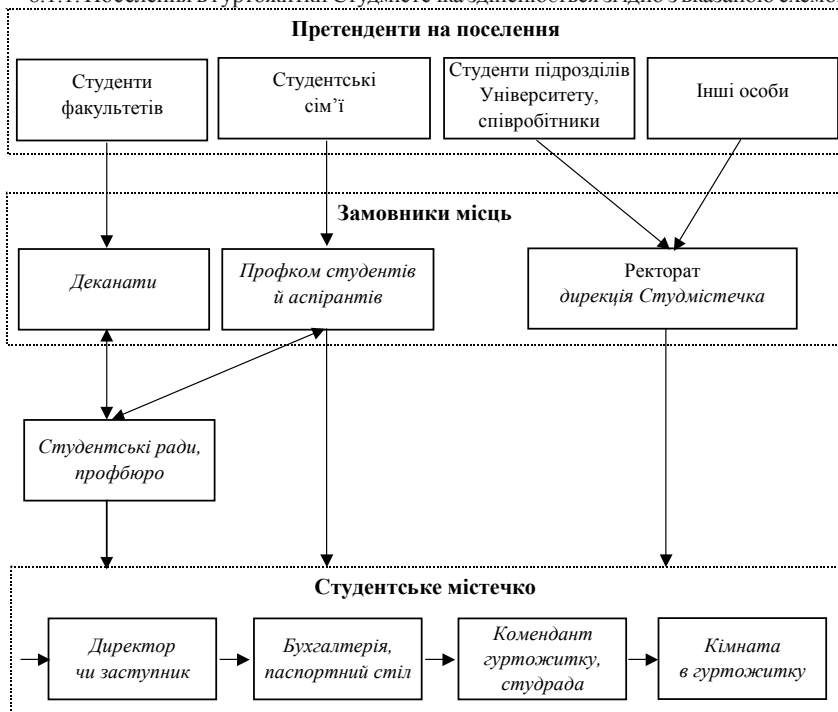 Претенденти на поселення
Студенти
факультетів
Студентські
сім’ї
Студенти підрозділів
Університету,
співробітники
Інші особи
Замовники місць
Деканати
Профком студентів
й аспірантів
Ректорат
дирекція Студмістечка
Студентські ради,
профбюро
Студентське містечко
Директор
чи заступник
Бухгалтерія,
паспортний стіл
Комендант
гуртожитку,
студрада
Кімната
в гуртожитку